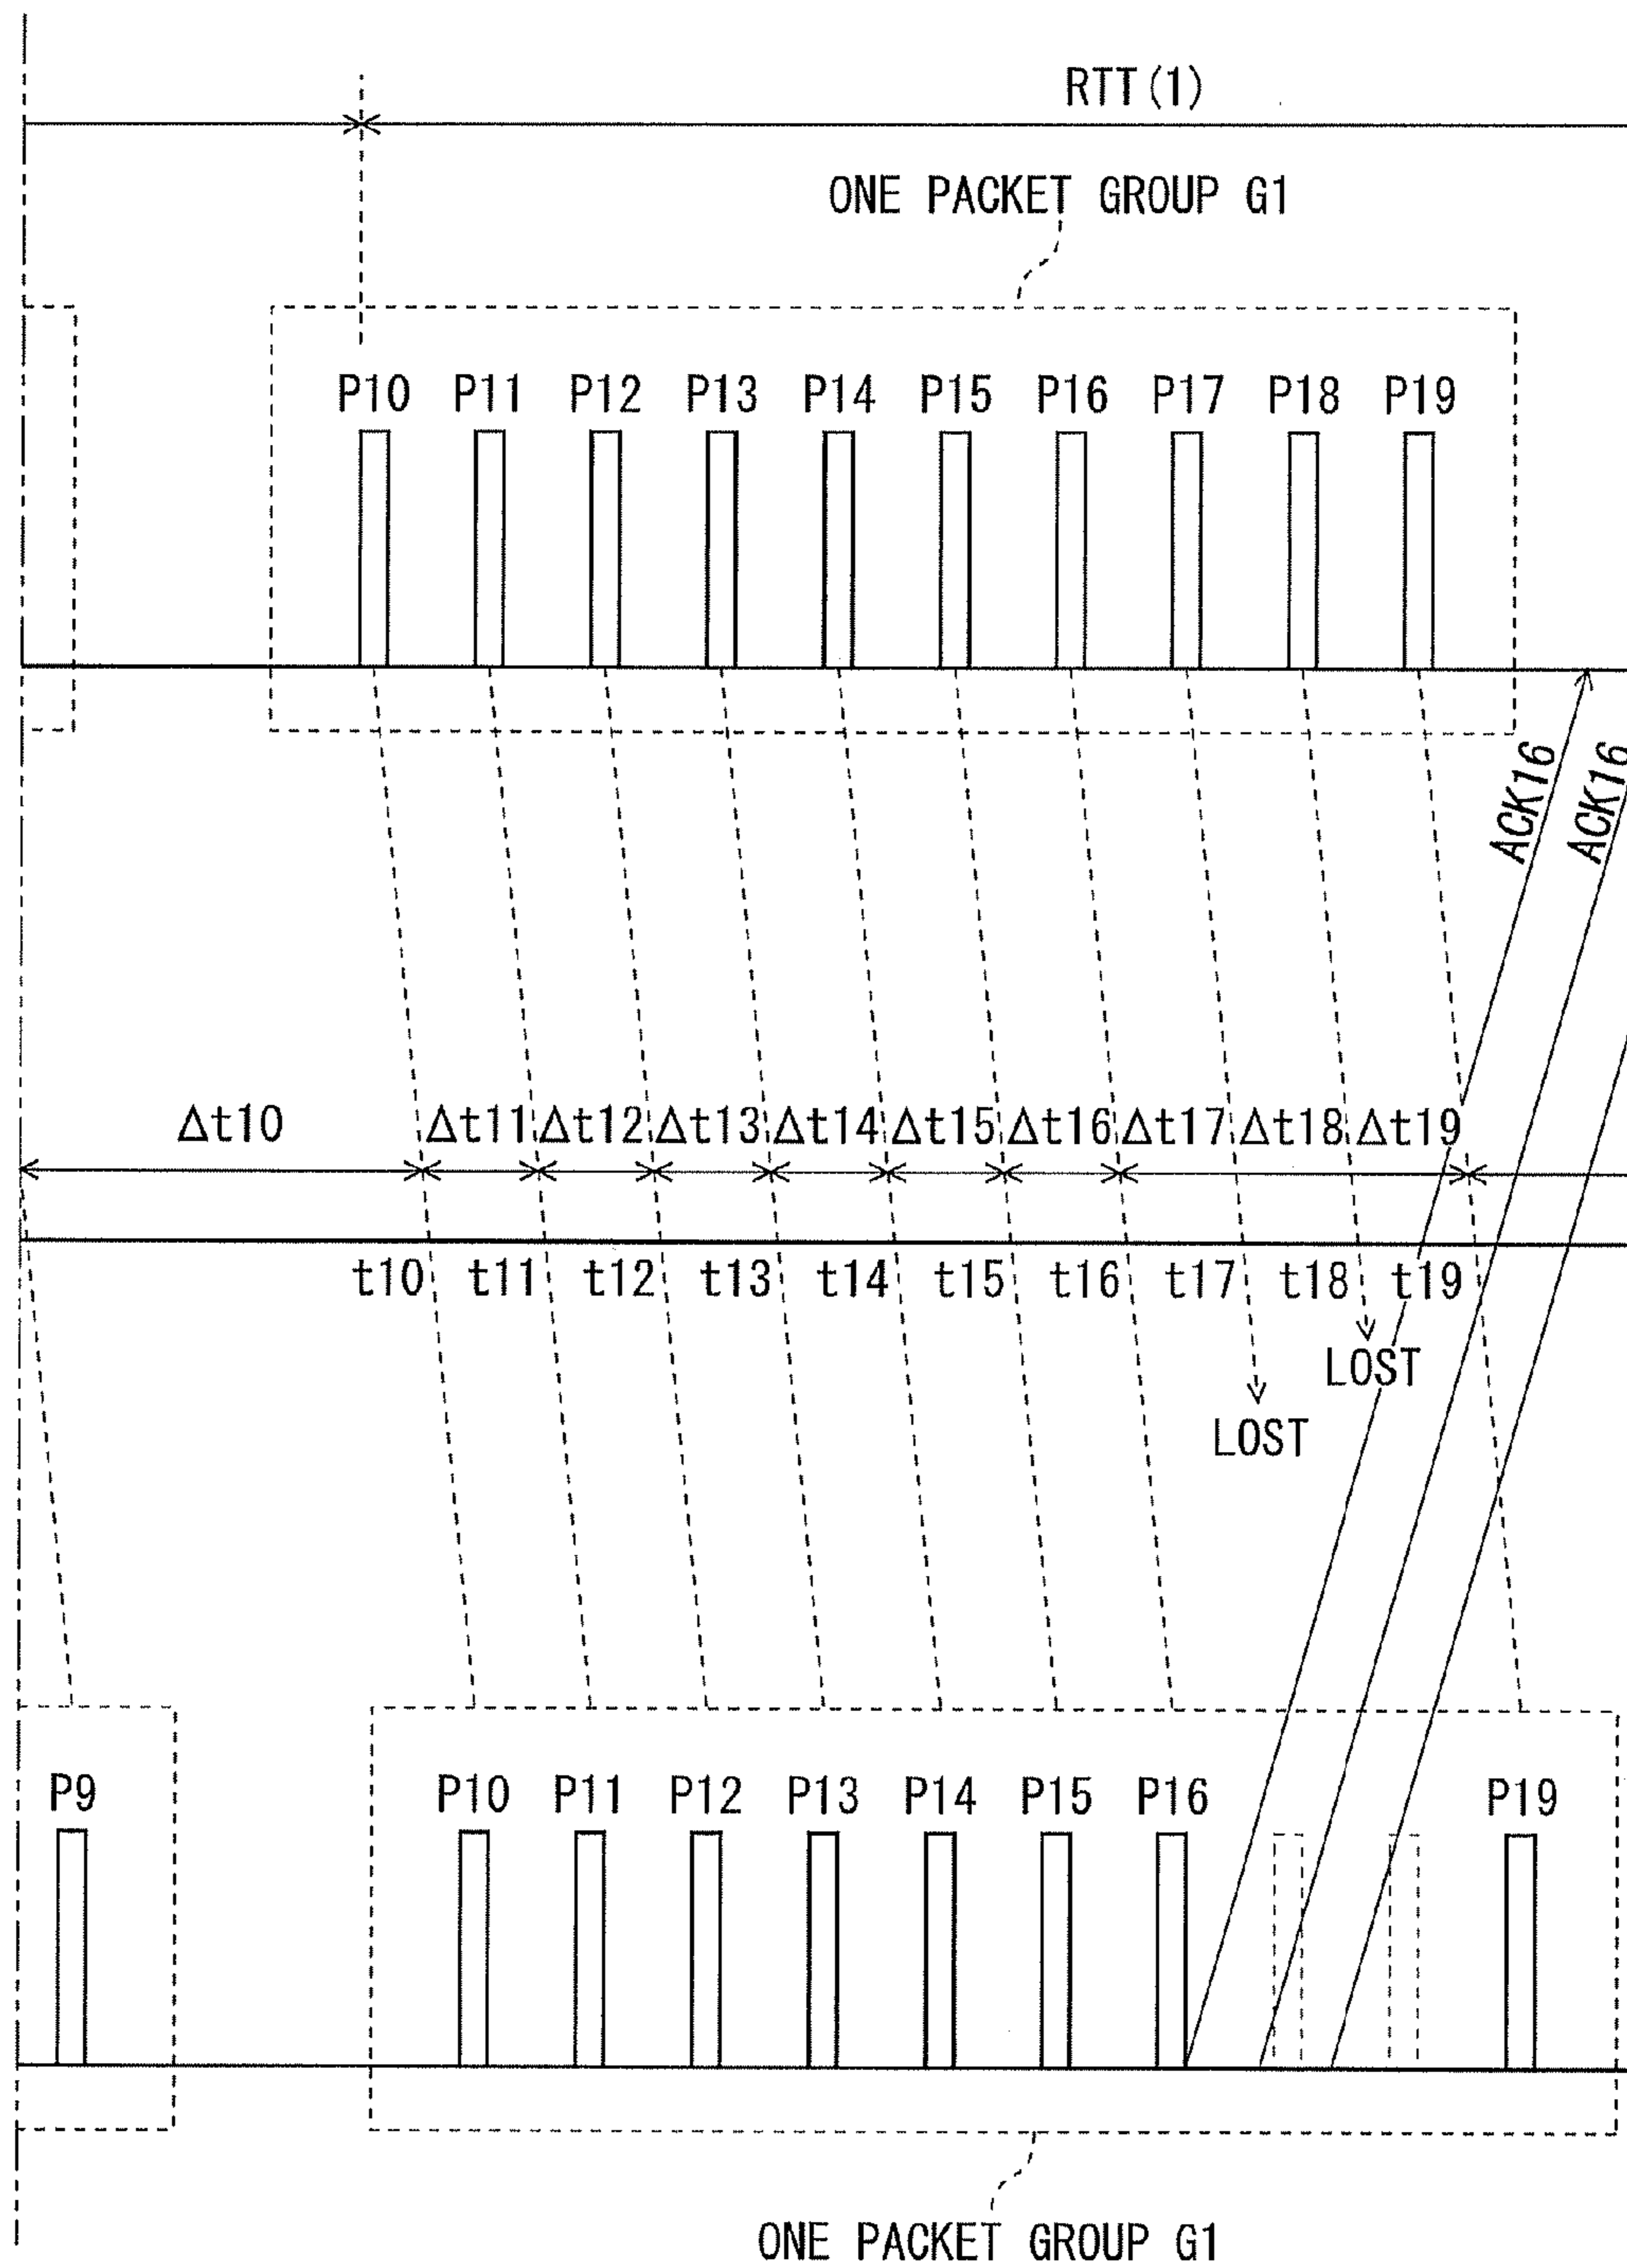 RTT(1)
ONE PACKET GROUP G1
P10 P11 P12 P13 P14 P15 P16 P17 P18 P19
ACK16 ACK16
Δt10 Δt11 Δt12 Δt13 Δt14 Δt15 Δt16 Δt17 Δt18 Δt19
t10 t11 t12 t13 t14 t15 t16 t17 t18 t19
LOST
LOST
P9 P10 P11 P12 P13 P14 P15 P16 P19
ONE PACKET GROUP G1